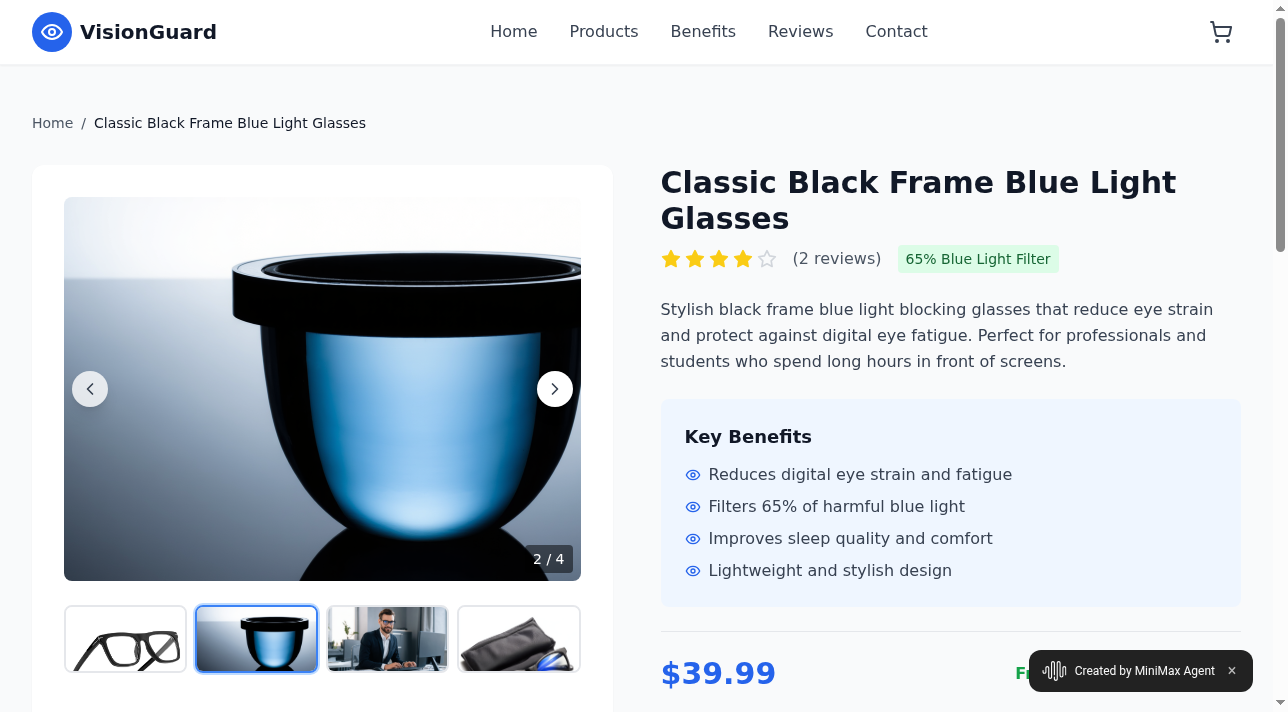 VisionGuard
Home
Products
Benefits
Reviews
Contact
Home / Classic Black Frame Blue Light Glasses
2 / 4
Classic Black Frame Blue Light
Glasses
(2 reviews)
65% Blue Light Filter
Stylish black frame blue light blocking glasses that reduce eye strain
and protect against digital eye fatigue. Perfect for professionals and
students who spend long hours in front of screens.
Key Benefits
Reduces digital eye strain and fatigue
Filters 65% of harmful blue light
Improves sleep quality and comfort
Lightweight and stylish design
$39.99
Created by MiniMax Agent